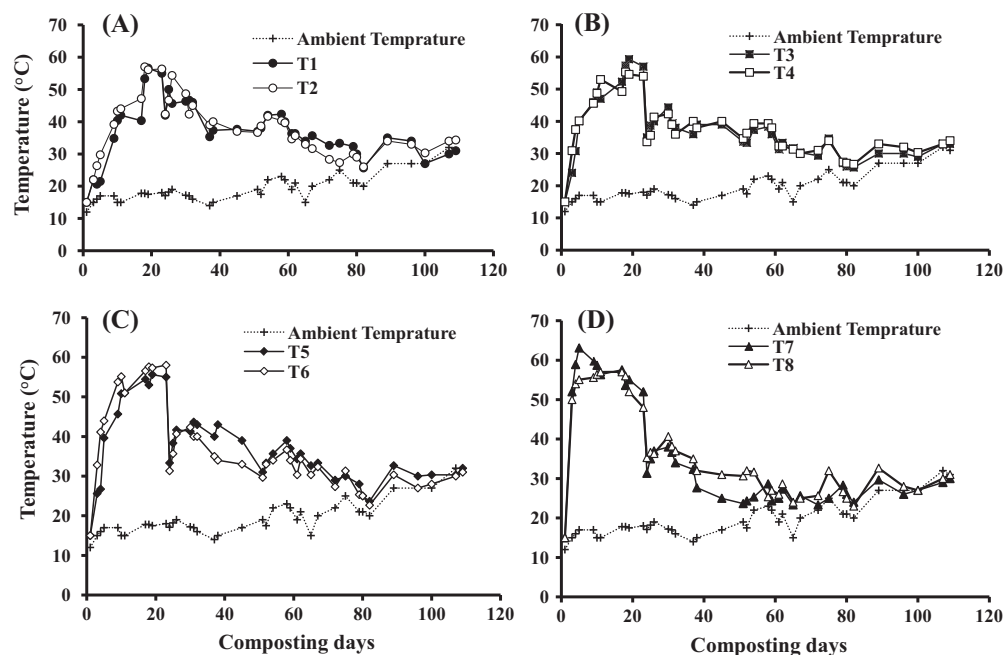 (A)
Temperature (°C)
70
60
50
40
30
20
10
0
0 20 40 60 80 100 120
Ambient Temprature
T1
T2
(B)
70
60
50
40
30
20
10
0
0 20 40 60 80 100 120
Ambient Temprature
T3
T4
(C)
Temperature (°C)
70
60
50
40
30
20
10
0
0 20 40 60 80 100 120
Composting days
Ambient Temprature
T5
T6
(D)
70
60
50
40
30
20
10
0
0 20 40 60 80 100 120
Composting days
Ambient Temprature
T7
T8